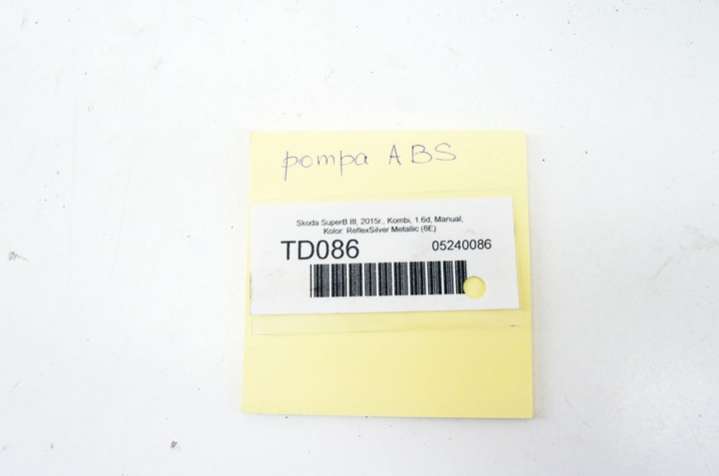 pompa ABS
Skoda SuperB III, 2015r., Kombi, 1.6d, Manual,
Kolor: ReflexSilver Metallic (8E)
TD086 05240086